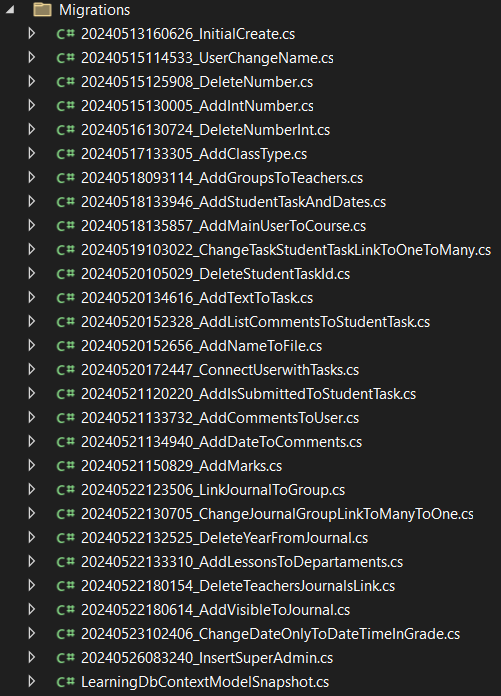 Migrations
C# 20240513160626_InitialCreate.cs
C# 20240515114533_UserChangeName.cs
C# 20240515125908_DeleteNumber.cs
C# 20240515130005_AddIntNumber.cs
C# 20240516130724_DeleteNumberInt.cs
C# 20240517133305_AddClassType.cs
C# 20240518093114_AddGroupsToTeachers.cs
C# 20240518133946_AddStudentTaskAndDates.cs
C# 20240518135857_AddMainUserToCourse.cs
C# 20240519103022_ChangeTaskStudentTaskLinkToOneToMany.cs
C# 20240520105029_DeleteStudentTaskId.cs
C# 20240520134616_AddTextToTask.cs
C# 20240520152328_AddListCommentsToStudentTask.cs
C# 20240520152656_AddNameToFile.cs
C# 20240520172447_ConnectUserwithTasks.cs
C# 20240521120220_AddIsSubmittedToStudentTask.cs
C# 20240521133732_AddCommentsToUser.cs
C# 20240521134940_AddDateToComments.cs
C# 20240521150829_AddMarks.cs
C# 20240522123506_LinkJournalToGroup.cs
C# 20240522130705_ChangeJournalGroupLinkToManyToOne.cs
C# 20240522132525_DeleteYearFromJournal.cs
C# 20240522133310_AddLessonsToDepartaments.cs
C# 20240522180154_DeleteTeachersJournalsLink.cs
C# 20240522180614_AddVisibleToJournal.cs
C# 20240523102406_ChangeDateOnlyToDateTimeInGrade.cs
C# 20240526083240_InsertSuperAdmin.cs
C# LearningDbContextModelSnapshot.cs